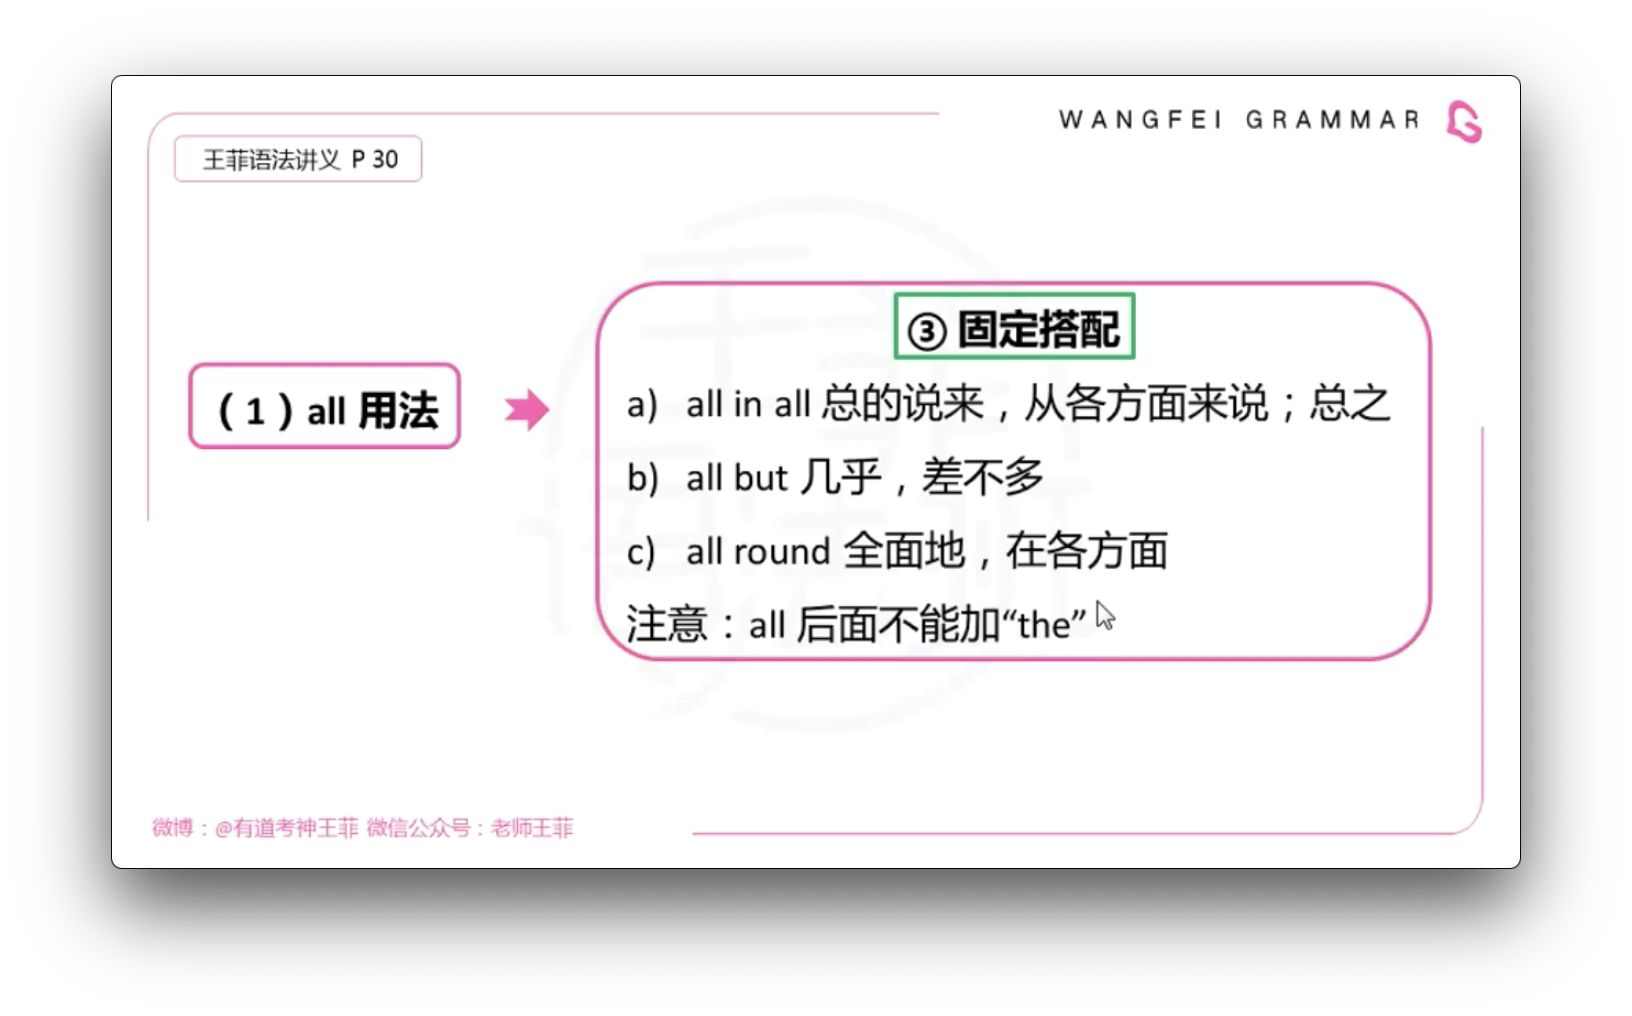 WANGFEI GRAMMAR
王菲语法讲义 P 30
③ 固定搭配
（1）all 用法
a) all in all 总的说来，从各方面来说；总之
b) all but 几乎，差不多
c) all round 全面地，在各方面
注意：all 后面不能加“the”
微博：@有道考神王菲 微信公众号：老师王菲